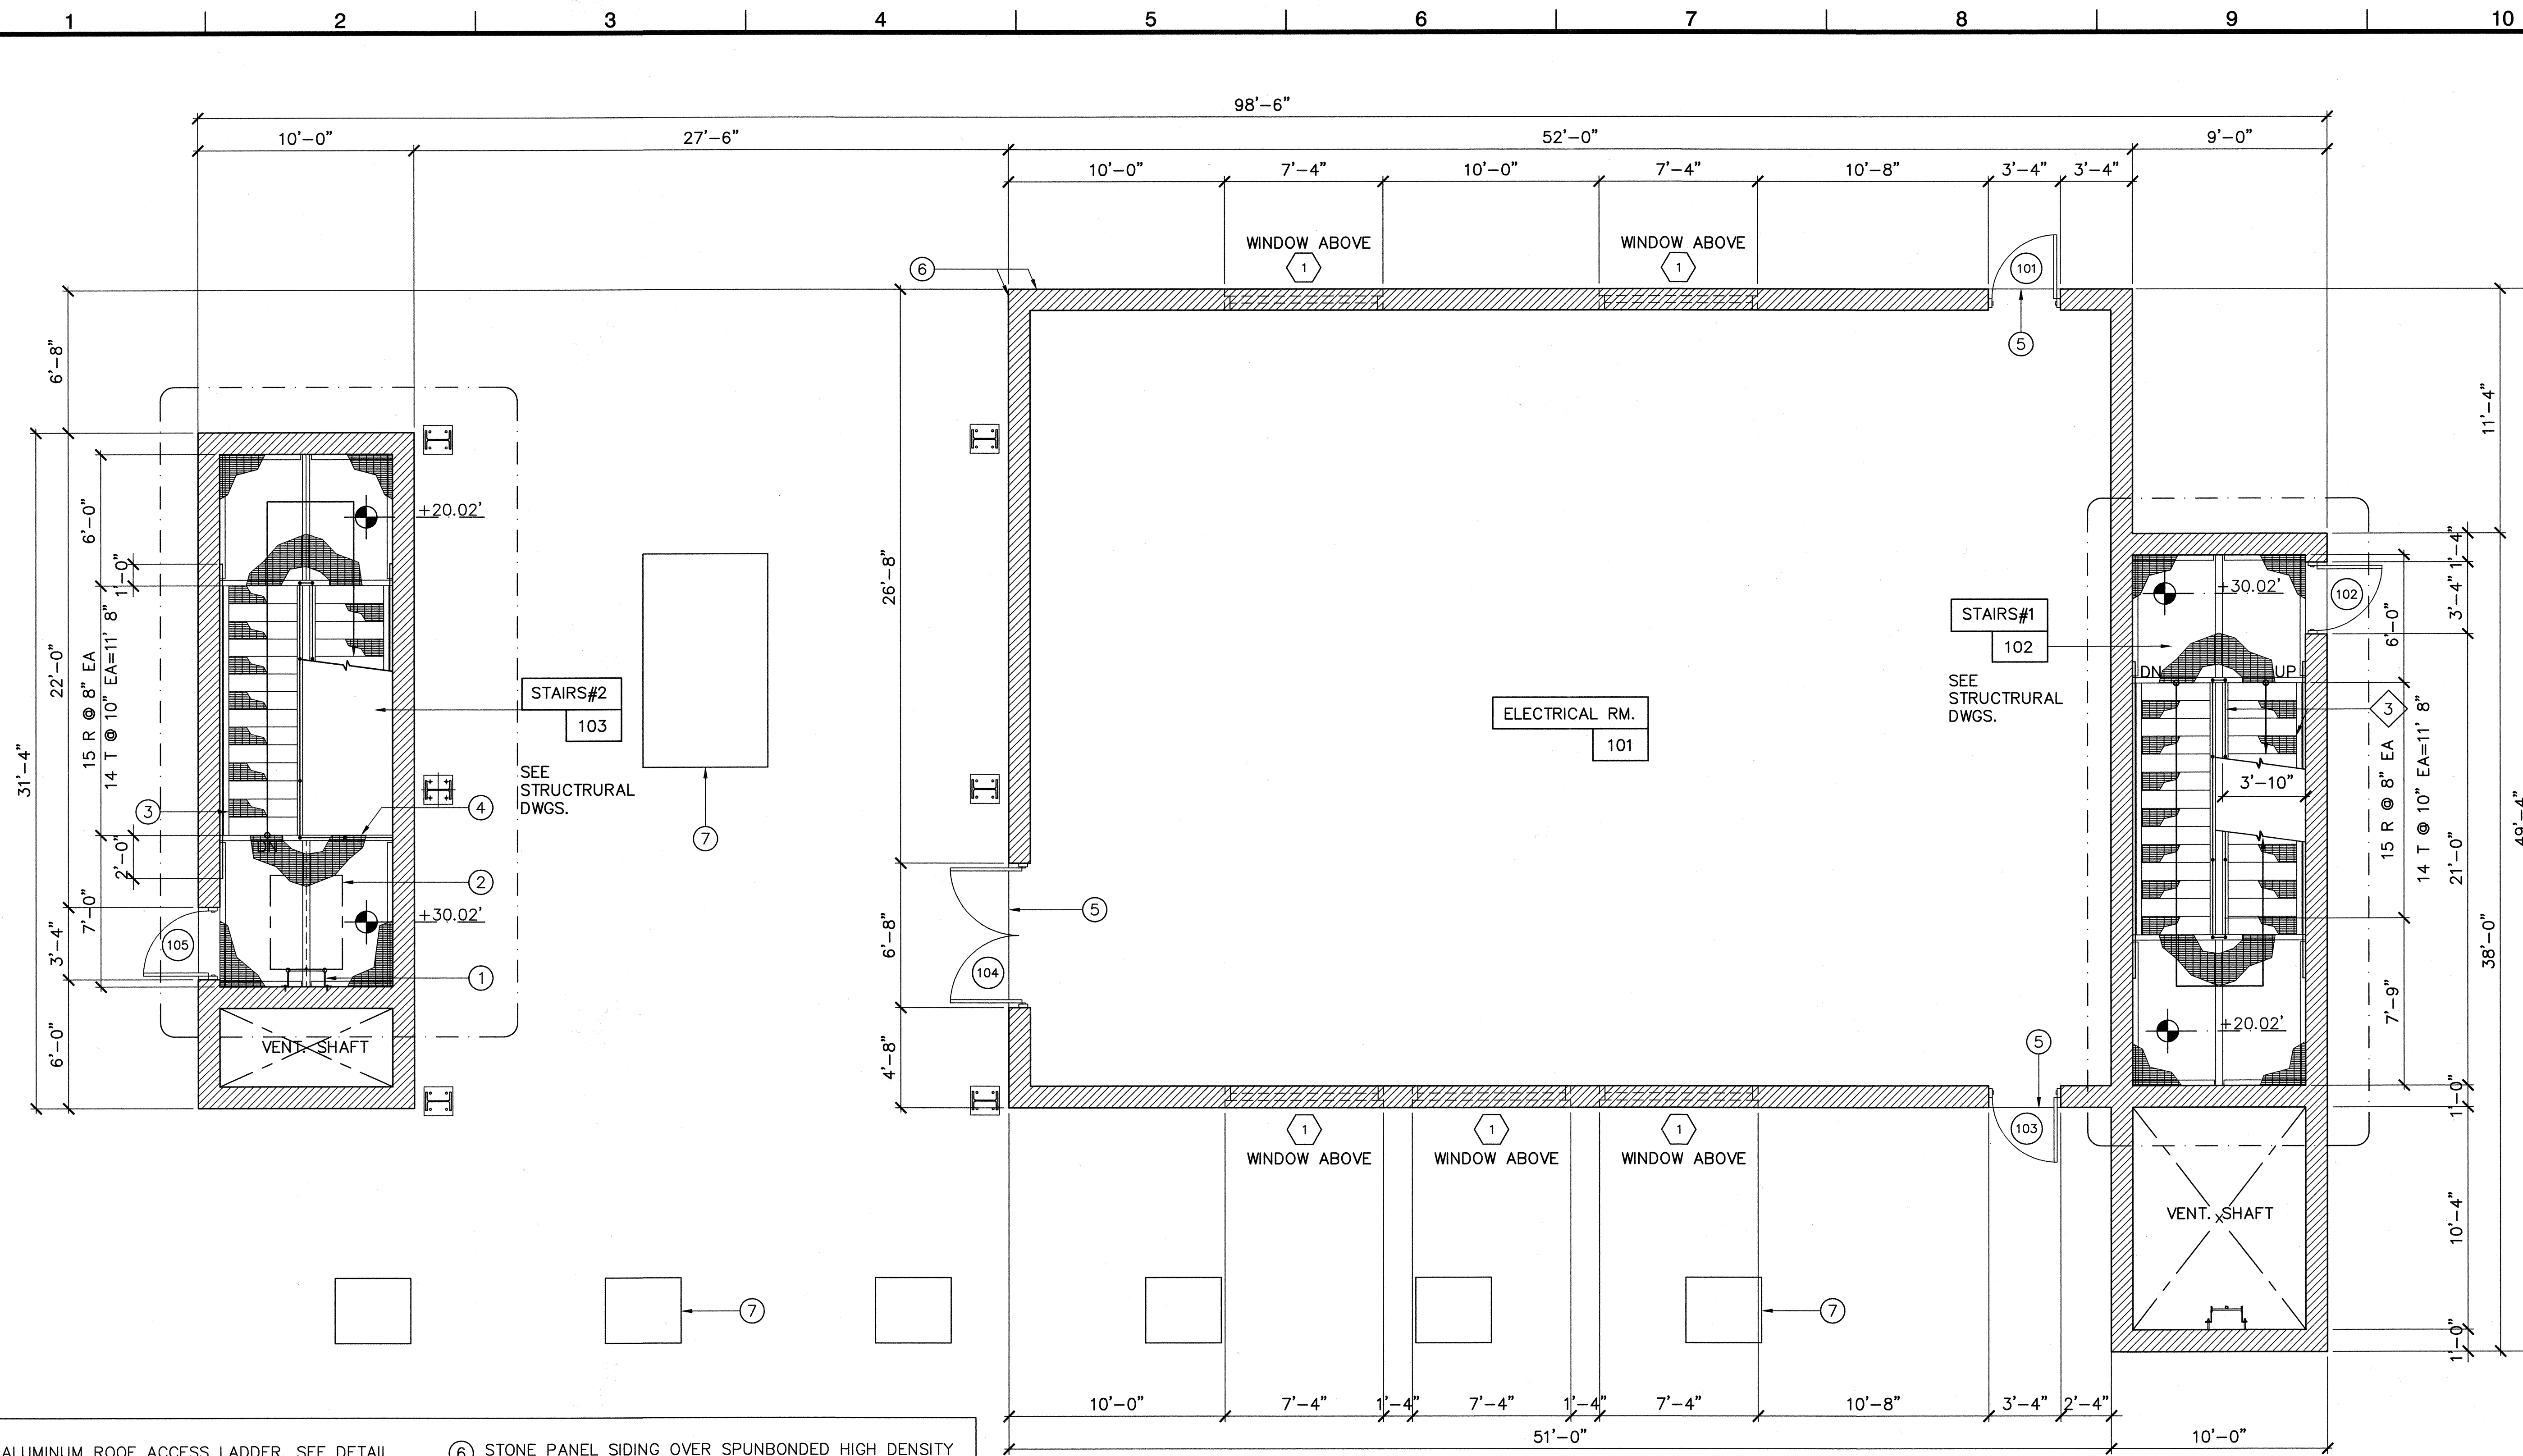 1 2 3 4 5 6 7 8 9 10
98'-6"
10'-0" 27'-6" 52'-0" 9'-0"
10'-0" 7'-4" 10'-0" 7'-4" 10'-8" 3'-4" 3'-4"
WINDOW ABOVE WINDOW ABOVE
1 1
6
101
5
6'-8"
31'-4"
22'-0"
3'-4"
6'-0"
6'-0"
1'-0"
15 R @ 8" EA
14 T @ 10" EA=11' 8"
2'-0"
7'-0"
+20.02'
STAIRS#2
103
SEE
STRUCTRURAL
DWGS.
3
4
DN
2
+30.02'
105
1
VENT. SHAFT
7
26'-8"
6'-8"
4'-8"
104
5
ELECTRICAL RM.
101
STAIRS#1
102
SEE
STRUCTRURAL
DWGS.
+30.02'
102
DN UP
3
3'-10"
+20.02'
5
103
VENT. SHAFT
11'-4"
1'-4"
3'-4"
6'-0"
15 R @ 8" EA
14 T @ 10" EA=11' 8"
21'-0"
7'-9"
38'-0"
49'-4"
1'-0"
10'-4"
1'-0"
1 1 1
WINDOW ABOVE WINDOW ABOVE WINDOW ABOVE
7 7
10'-0" 7'-4" 1'-4" 7'-4" 1'-4" 7'-4" 10'-8" 3'-4" 2'-4"
51'-0" 10'-0"
ALUMINUM ROOF ACCESS LADDER. SEE DETAIL
6 STONE PANEL SIDING OVER SPUNBONDED HIGH DENSITY